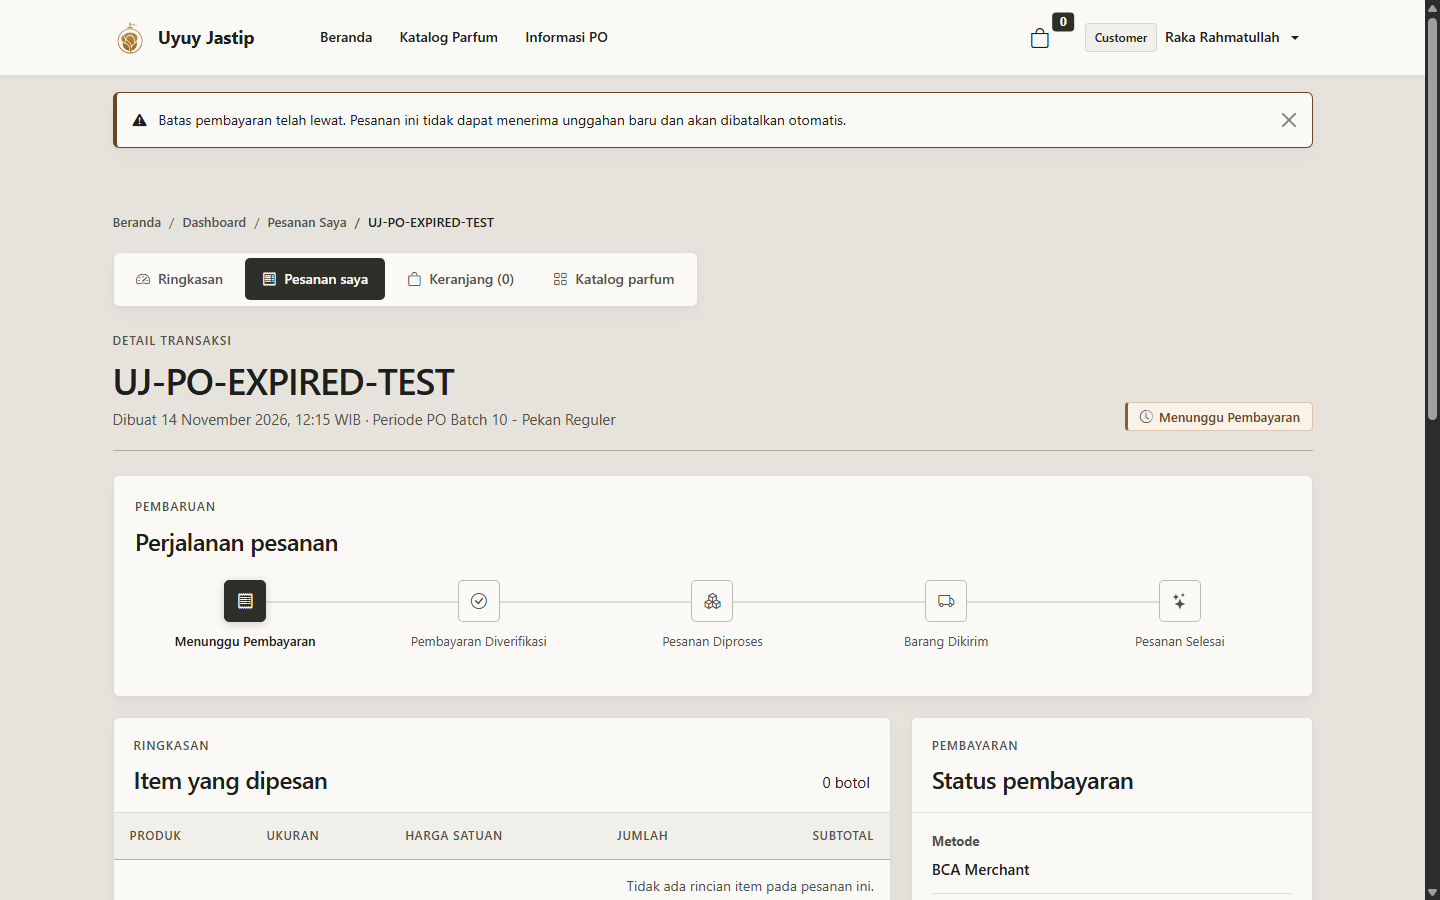 Uyuy Jastip
Beranda
Katalog Parfum
Informasi PO
0
Customer
Raka Rahmatullah
Batas pembayaran telah lewat. Pesanan ini tidak dapat menerima unggahan baru dan akan dibatalkan otomatis.
Beranda / Dashboard / Pesanan Saya / UJ-PO-EXPIRED-TEST
Ringkasan
Pesanan saya
Keranjang (0)
Katalog parfum
DETAIL TRANSAKSI
UJ-PO-EXPIRED-TEST
Dibuat 14 November 2026, 12:15 WIB · Periode PO Batch 10 - Pekan Reguler
Menunggu Pembayaran
PEMBARUAN
Perjalanan pesanan
Menunggu Pembayaran
Pembayaran Diverifikasi
Pesanan Diproses
Barang Dikirim
Pesanan Selesai
RINGKASAN
Item yang dipesan
0 botol
PRODUK UKURAN HARGA SATUAN JUMLAH SUBTOTAL
Tidak ada rincian item pada pesanan ini.
PEMBAYARAN
Status pembayaran
Metode
BCA Merchant